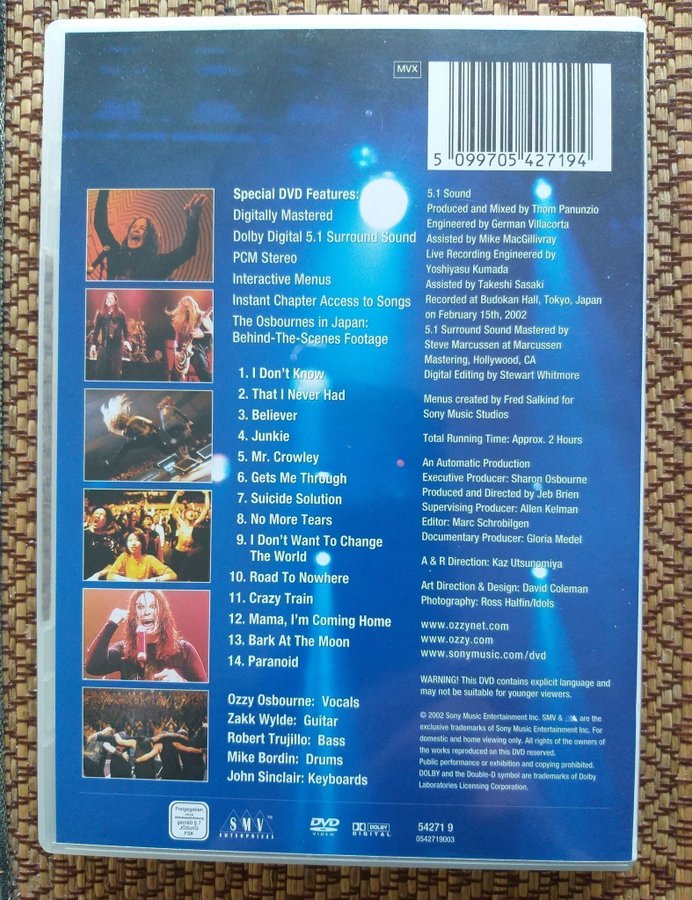 MVX
5 099705 427194
Special DVD Features:
Digitally Mastered
Dolby Digital 5.1 Surround Sound
PCM Stereo
Interactive Menus
Instant Chapter Access to Songs
The Osbournes in Japan:
Behind-The-Scenes Footage
1. I Don't Know
2. That I Never Had
3. Believer
4. Junkie
5. Mr. Crowley
6. Gets Me Through
7. Suicide Solution
8. No More Tears
9. I Don't Want To Change
The World
10. Road To Nowhere
11. Crazy Train
12. Mama, I'm Coming Home
13. Bark At The Moon
14. Paranoid
Ozzy Osbourne: Vocals
Zakk Wylde: Guitar
Robert Trujillo: Bass
Mike Bordin: Drums
John Sinclair: Keyboards
5.1 Sound
Produced and Mixed by Thom Panunzio
Engineered by German Villacorta
Assisted by Mike MacGillivray
Live Recording Engineered by
Yoshiyasu Kumada
Assisted by Takeshi Sasaki
Recorded at Budokan Hall, Tokyo, Japan
on February 15th, 2002
5.1 Surround Sound Mastered by
Steve Marcussen at Marcussen
Mastering, Hollywood, CA
Digital Editing by Stewart Whitmore
Menus created by Fred Salkind for
Sony Music Studios
Total Running Time: Approx. 2 Hours
An Automatic Production
Executive Producer: Sharon Osbourne
Produced and Directed by Jeb Brien
Supervising Producer: Allen Kelman
Editor: Marc Schrobilgen
Documentary Producer: Gloria Medel
A & R Direction: Kaz Utsunomiya
Art Direction & Design: David Coleman
Photography: Ross Halfin/Idols
www.ozzynet.com
www.ozzy.com
www.sonymusic.com/dvd
WARNING! This DVD contains explicit language and
may not be suitable for younger viewers.
© 2002 Sony Music Entertainment Inc. SMV & are the
exclusive trademarks of Sony Music Entertainment Inc. For
domestic and home viewing only. All rights of the owners of
the works reproduced on this DVD reserved.
Public performance or exhibition and copying prohibited.
DOLBY and the Double-D symbol are trademarks of Dolby
Laboratories Licensing Corporation.
Freigegeben
ohne
Altersbeschränkung
gemäß § 7
JÖSchG
FSK
SMV™
ENTERPRISES
DVD
VIDEO
DOLBY
DIGITAL
54271 9
0542719003